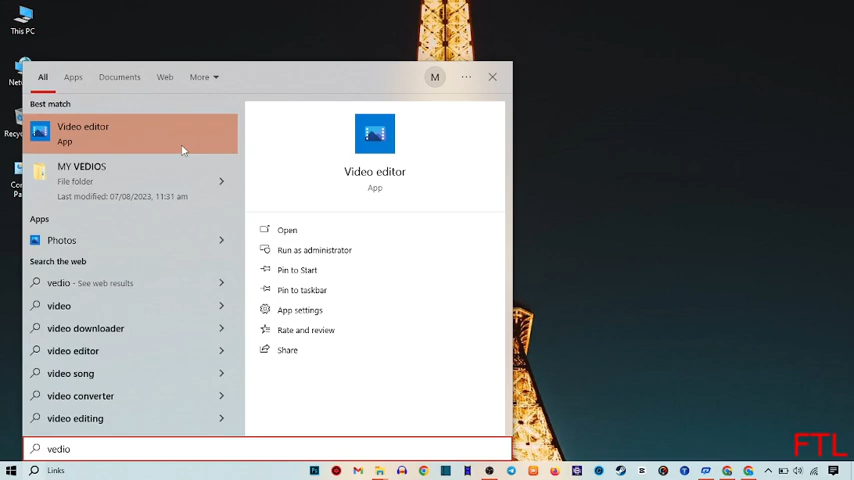 This PC
All Apps Documents Web More M
Best match
Video editor
App
MY VEDIOS
File folder
Last modified: 07/08/2023, 11:31 am
Apps
Photos
Search the web
vedio - See web results
video
video downloader
video editor
video song
video converter
video editing
vedio
Video editor
App
Open
Run as administrator
Pin to Start
Pin to taskbar
App settings
Rate and review
Share
FTL
Links